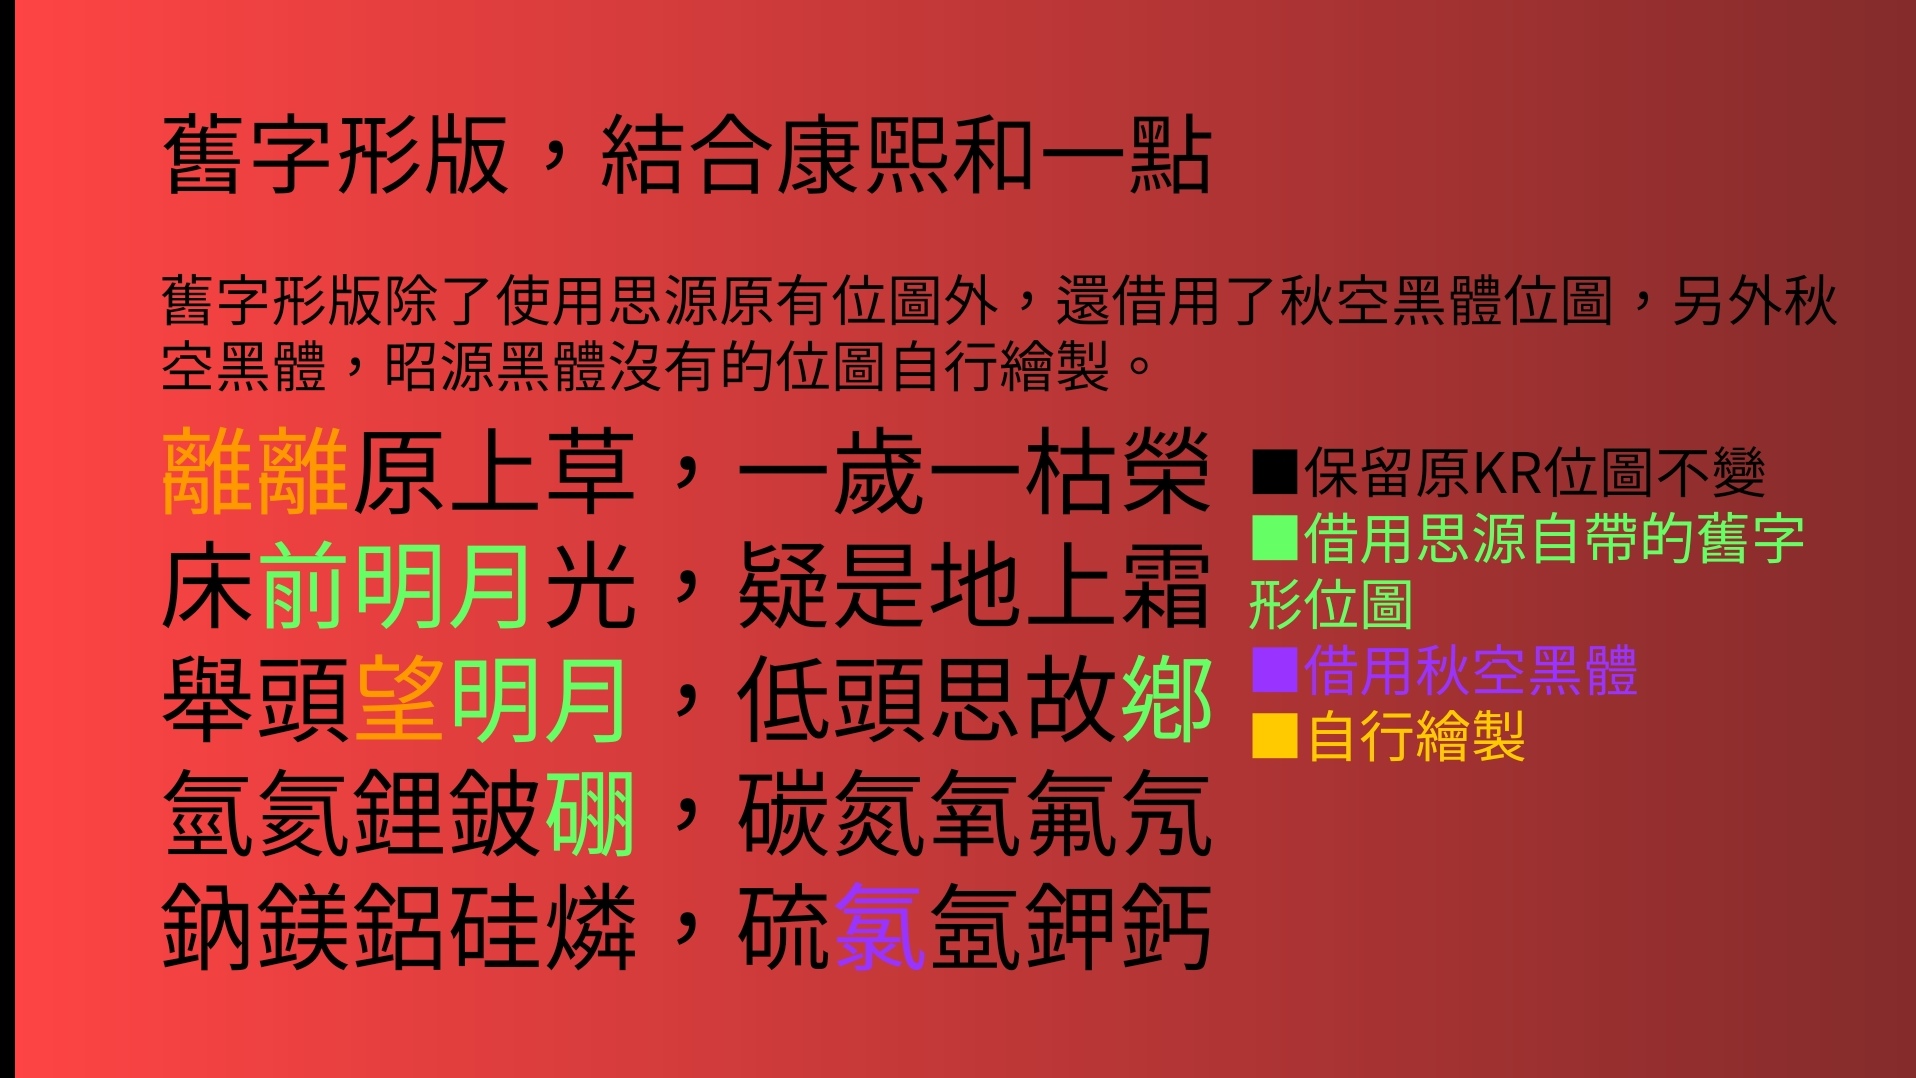 舊字形版，結合康熙和一點
舊字形版除了使用思源原有位圖外，還借用了秋空黑體位圖，另外秋
空黑體，昭源黑體沒有的位圖自行繪製。
離離原上草，一歲一枯榮
床前明月光，疑是地上霜
舉頭望明月，低頭思故鄉
氫氦鋰鈹硼，碳氮氧氟氖
鈉鎂鋁硅燐，硫氯氬鉀鈣
■保留原KR位圖不變
■借用思源自帶的舊字
形位圖
■借用秋空黑體
■自行繪製